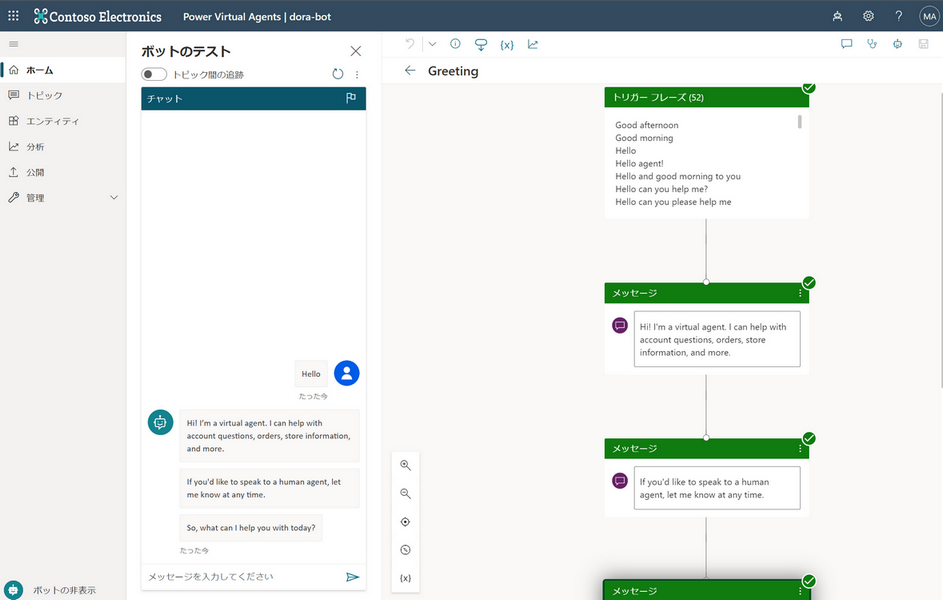 Contoso Electronics
Power Virtual Agents | dora-bot
?
MA
ホーム
トピック
エンティティ
分析
公開
管理
ボットの非表示
ボットのテスト
トピック間の追跡
チャット
Hello
たった今
Hi! I'm a virtual agent. I can help with
account questions, orders, store information,
and more.
If you'd like to speak to a human agent, let
me know at any time.
So, what can I help you with today?
たった今
メッセージを入力してください
{x}
Greeting
トリガー フレーズ (52)
Good afternoon
Good morning
Hello
Hello agent!
Hello and good morning to you
Hello can you help me?
Hello can you please help me
メッセージ
Hi! I'm a virtual agent. I can help with
account questions, orders, store
information, and more.
メッセージ
If you'd like to speak to a human
agent, let me know at any time.
メッセージ
{x}